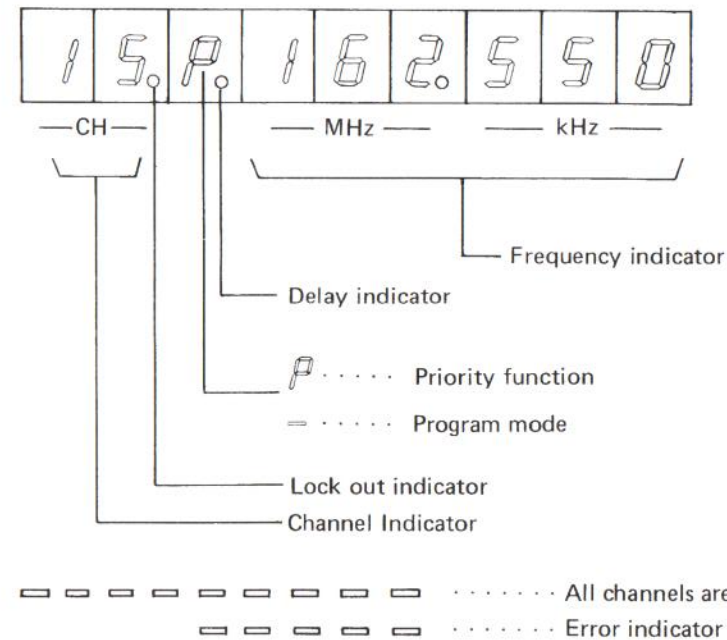 15.P.162.550
CH MHz kHz
Frequency indicator
Delay indicator
P ····· Priority function
– ····· Program mode
Lock out indicator
Channel Indicator
– – – – – – – – – ······· All channels are
– – – – – ······· Error indicator